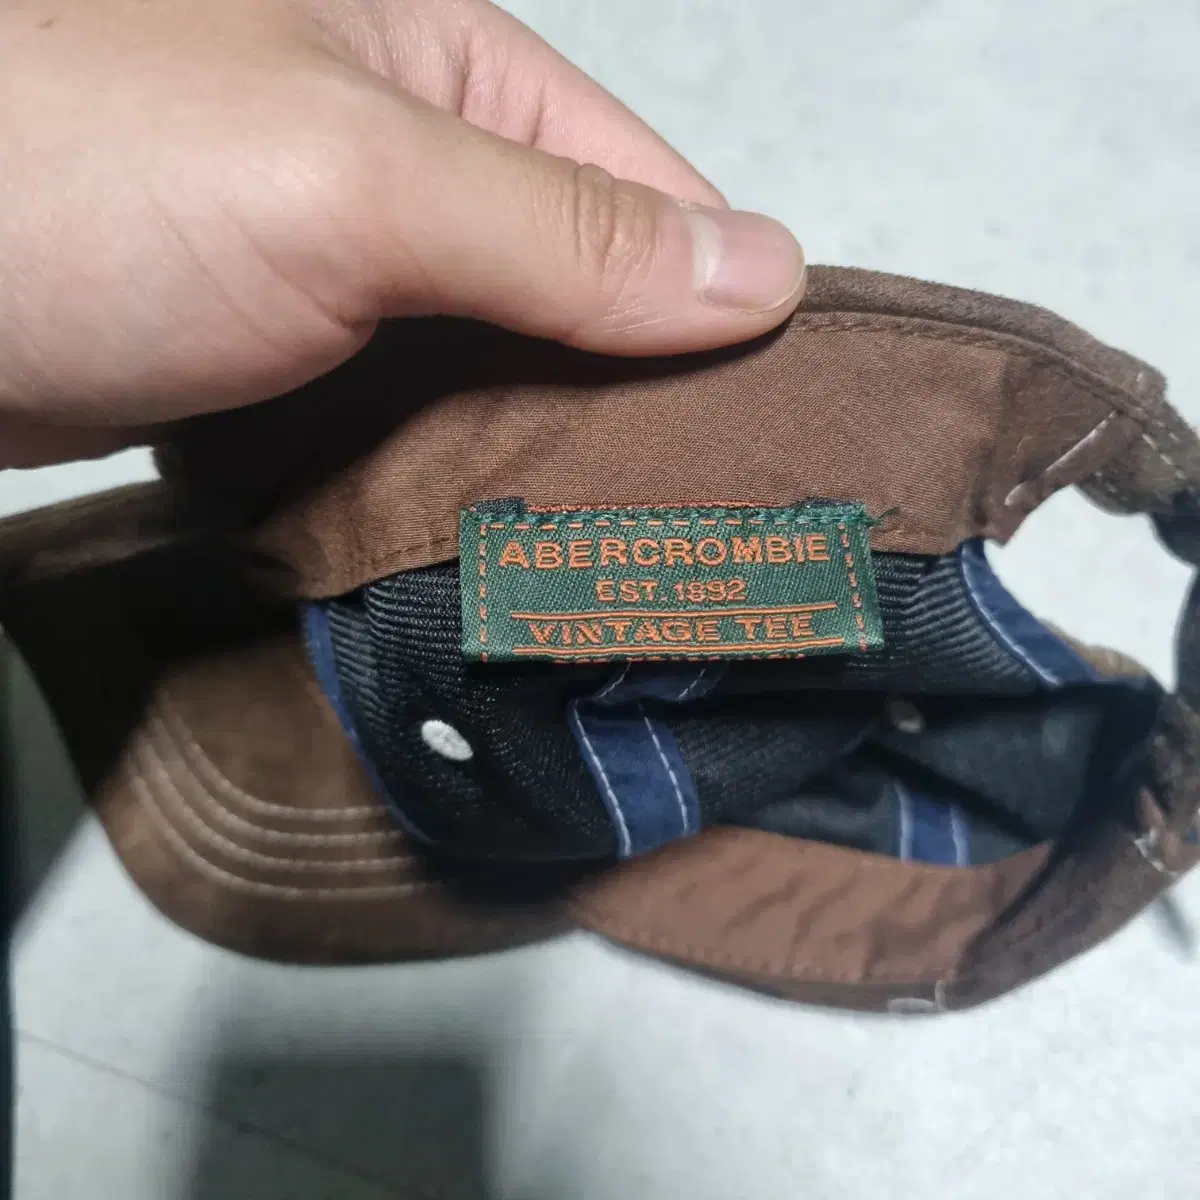 ABERCROMBIE
EST. 1892
VINTAGE TEE